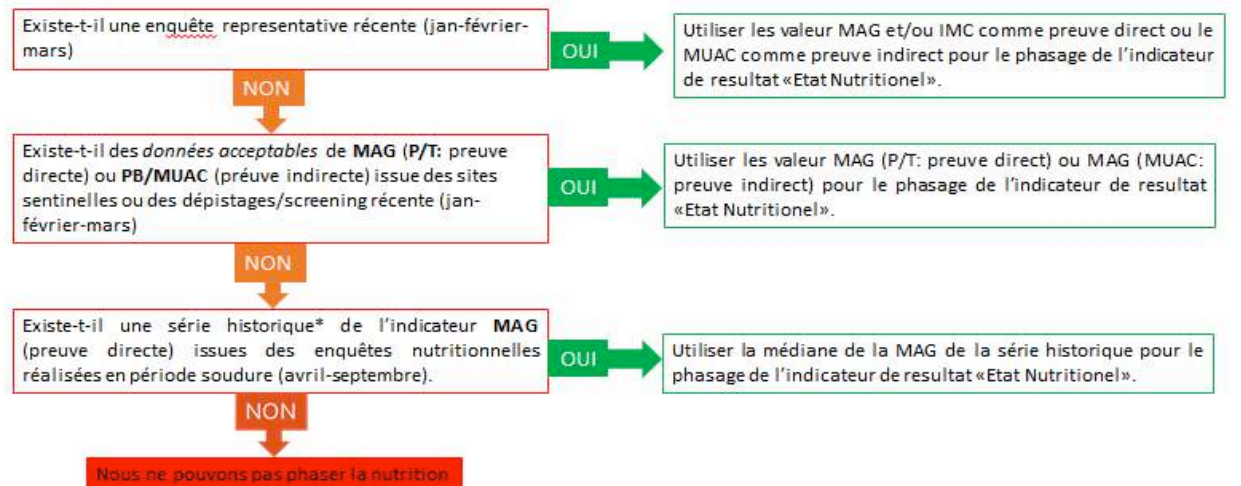 Existe-t-il une enquête representative récente (jan-février-
mars)
OUI
Utiliser les valeur MAG et/ou IMC comme preuve direct ou le
MUAC comme preuve indirect pour le phasage de l'indicateur
de resultat «Etat Nutritionel».
NON
Existe-t-il des données acceptables de MAG (P/T: preuve
directe) ou PB/MUAC (préuve indirecte) issue des sites
sentinelles ou des dépistages/screening récente (jan-
février-mars)
OUI
Utiliser les valeur MAG (P/T: preuve direct) ou MAG (MUAC:
preuve indirect) pour le phasage de l'indicateur de resultat
«Etat Nutritionel».
NON
Existe-t-il une série historique* de l'indicateur MAG
(preuve directe) issues des enquêtes nutritionnelles
réalisées en période soudure (avril-septembre).
OUI
Utiliser la médiane de la MAG de la série historique pour le
phasage de l'indicateur de resultat «Etat Nutritionel».
NON
Nous ne pouvons pas phaser la nutrition